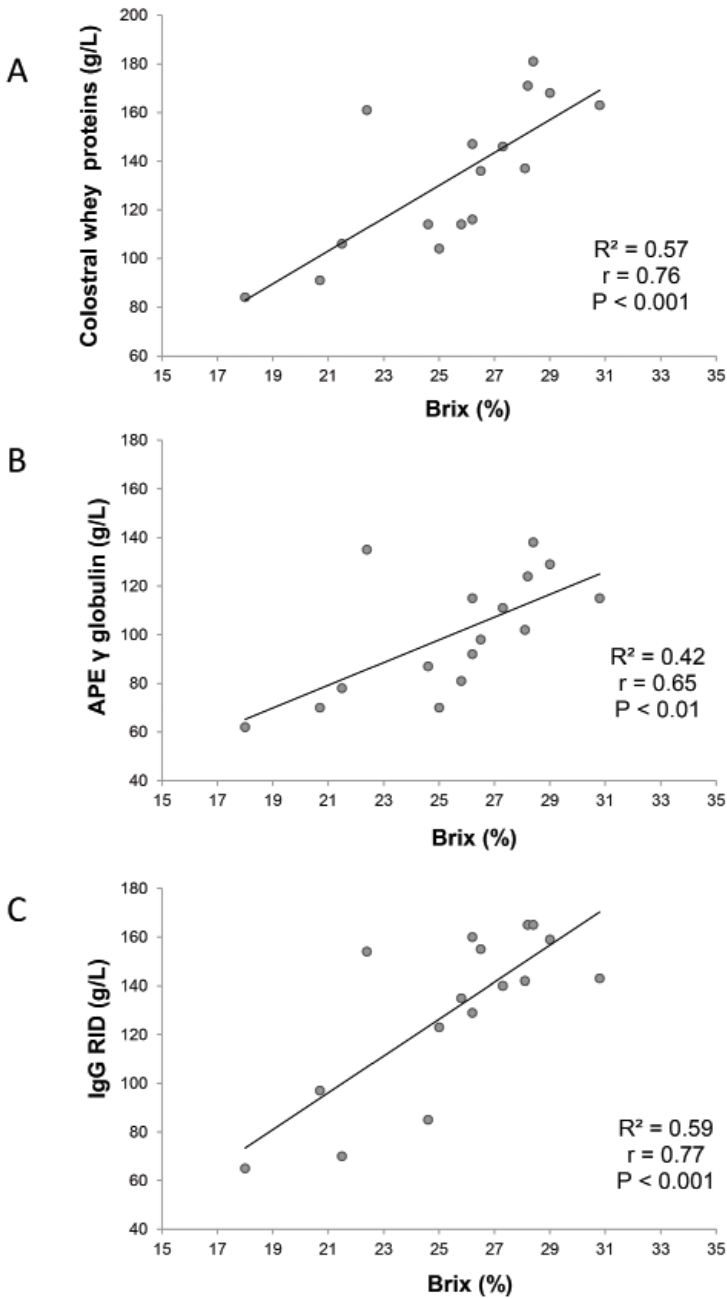 A
Colostral whey proteins (g/L)
200
180
160
140
120
100
80
60
R² = 0.57
r = 0.76
P < 0.001
15 17 19 21 23 25 27 29 31 33 35
Brix (%)
B
APE γ globulin (g/L)
180
160
140
120
100
80
60
40
R² = 0.42
r = 0.65
P < 0.01
15 17 19 21 23 25 27 29 31 33 35
Brix (%)
C
IgG RID (g/L)
180
160
140
120
100
80
60
40
R² = 0.59
r = 0.77
P < 0.001
15 17 19 21 23 25 27 29 31 33 35
Brix (%)